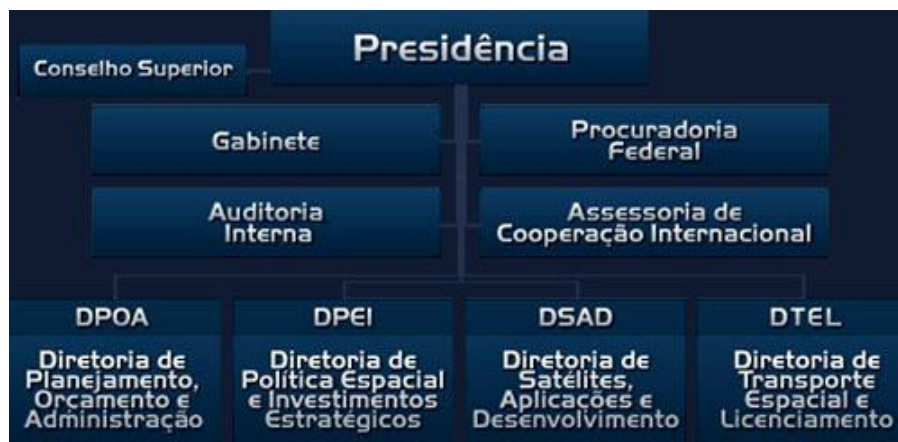 Presidência
Conselho Superior
Gabinete
Procuradoria
Federal
Auditoria
Interna
Assessoria de
Cooperação Internacional
DPOA
Diretoria de
Planejamento,
Orçamento e
Administração
DPEI
Diretoria de
Política Espacial
e Investimentos
Estratégicos
DSAD
Diretoria de
Satélites,
Aplicações e
Desenvolvimento
DTEL
Diretoria de
Transporte
Espacial e
Licenciamento